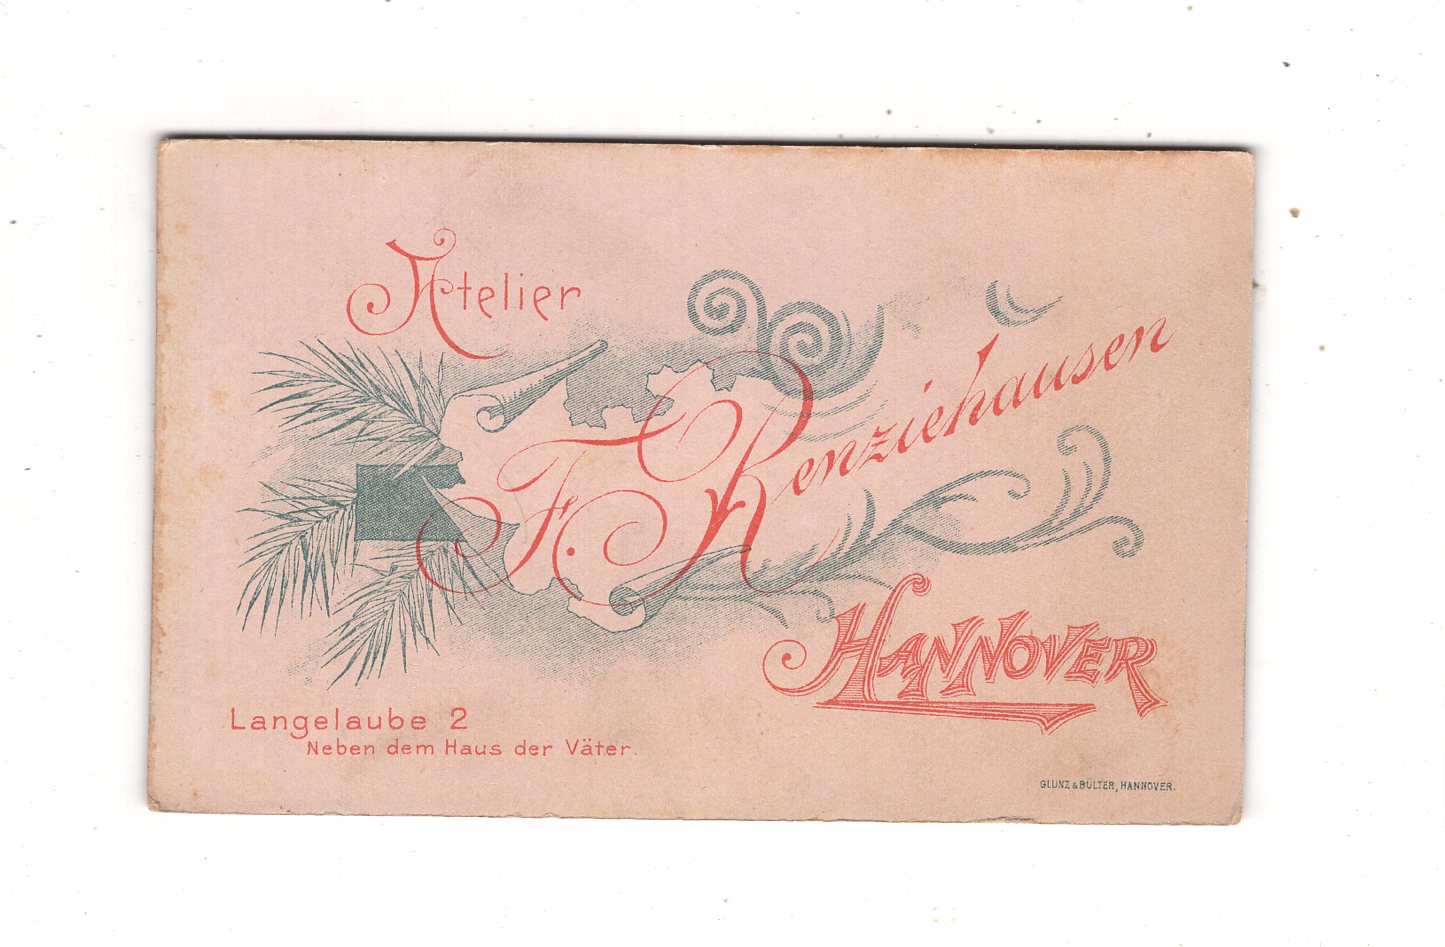 Atelier
F. Renziehausen
HANNOVER
Langelaube 2
Neben dem Haus der Väter.
GLUNZ & BÜLTER, HANNOVER.